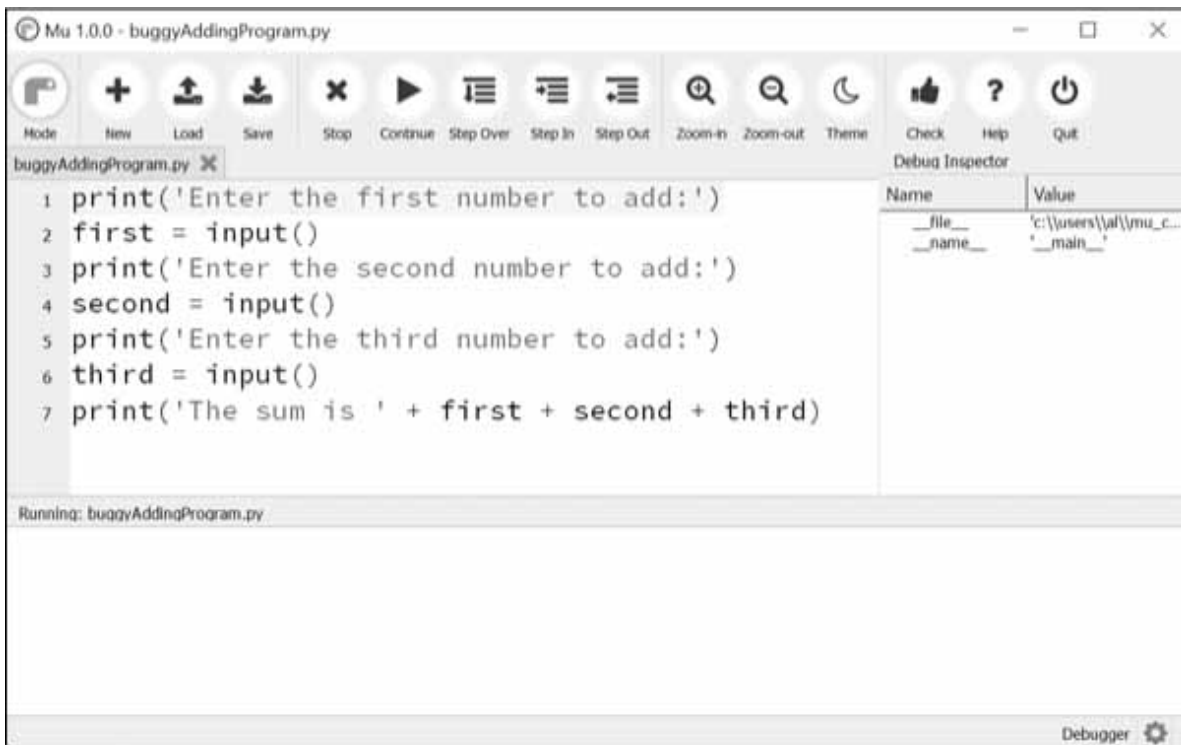 Mu 1.0.0 - buggyAddingProgram.py
Mode New Load Save Stop Continue Step Over Step In Step Out Zoom-in Zoom-out Theme Check Help Quit
buggyAddingProgram.py
Debug Inspector
Name Value
__file__ 'c:\\users\\al\\mu_c...
__name__ '__main__'
1 print('Enter the first number to add:')
2 first = input()
3 print('Enter the second number to add:')
4 second = input()
5 print('Enter the third number to add:')
6 third = input()
7 print('The sum is ' + first + second + third)
Running: buggyAddingProgram.py
Debugger